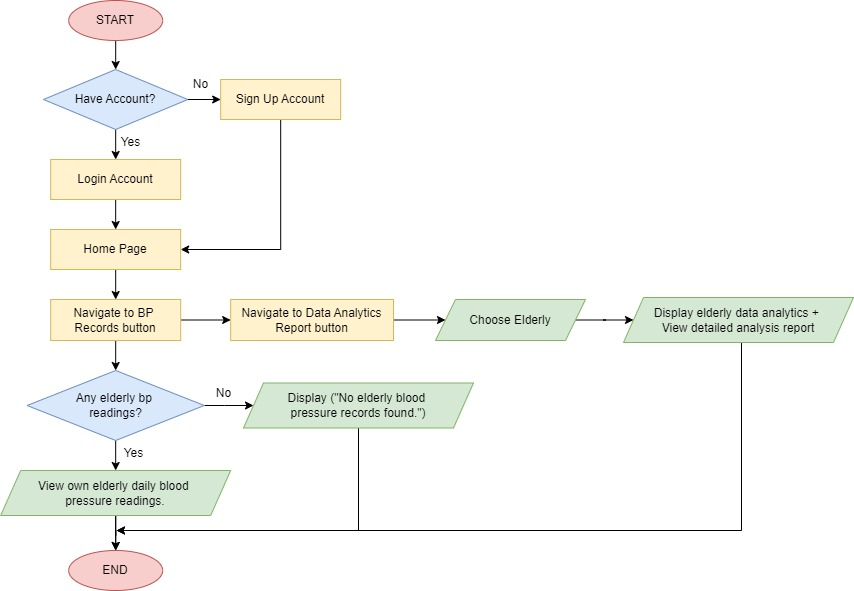 START
Have Account?
No
Sign Up Account
Yes
Login Account
Home Page
Navigate to BP
Records button
Navigate to Data Analytics
Report button
Choose Elderly
Display elderly data analytics +
View detailed analysis report
Any elderly bp
readings?
No
Display ("No elderly blood
pressure records found.")
Yes
View own elderly daily blood
pressure readings.
END